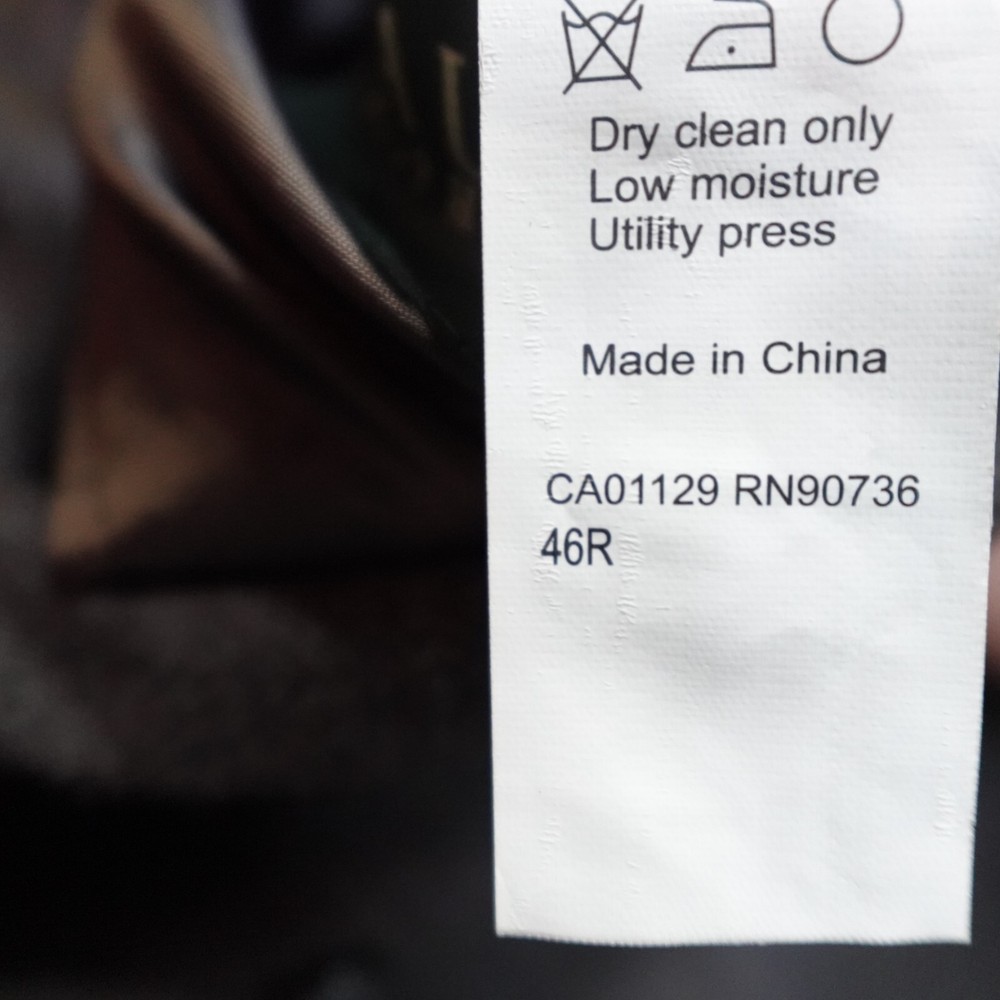 Dry clean only
Low moisture
Utility press
Made in China
CA01129 RN90736
46R